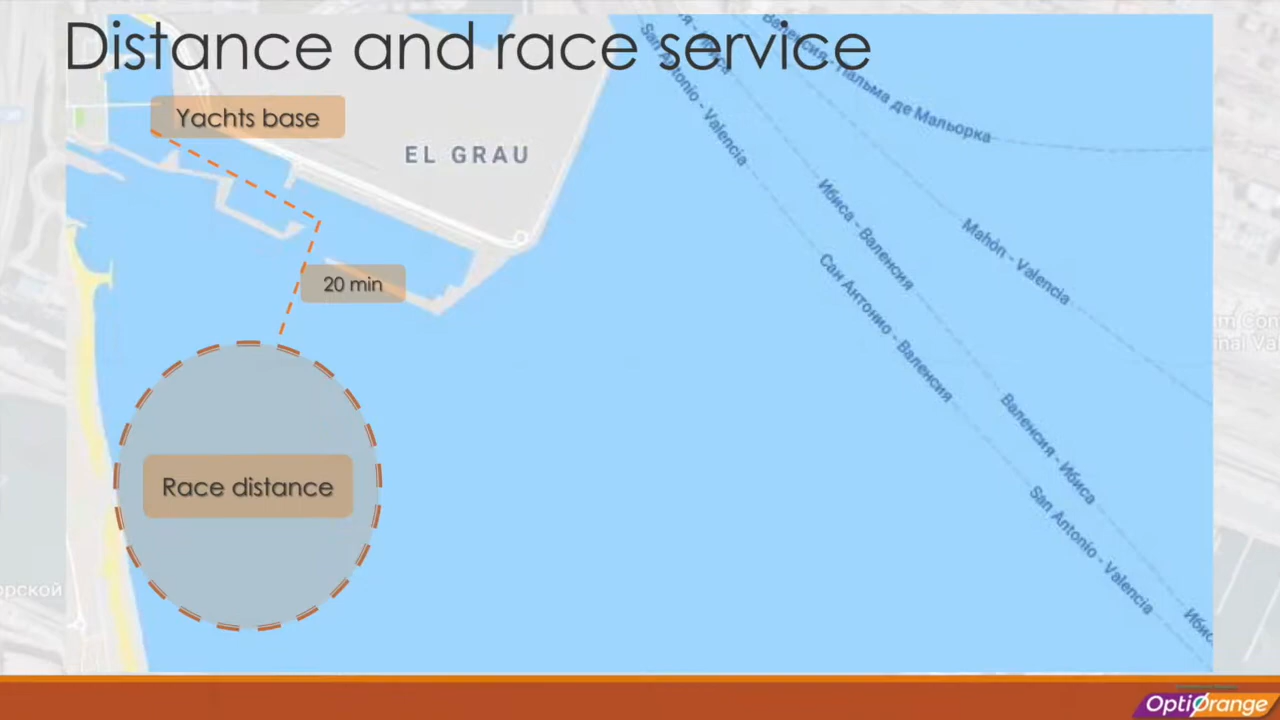 Distance and race service
Yachts base
EL GRAU
20 min
Race distance
San Antonio - Valencia
Пальма де Мальорка
Ибиса - Валенсия
Mahón - Valencia
Сан Антонио - Валенсия
Валенсия - Ибиса
San Antonio - Valencia
орской
OptiOrange